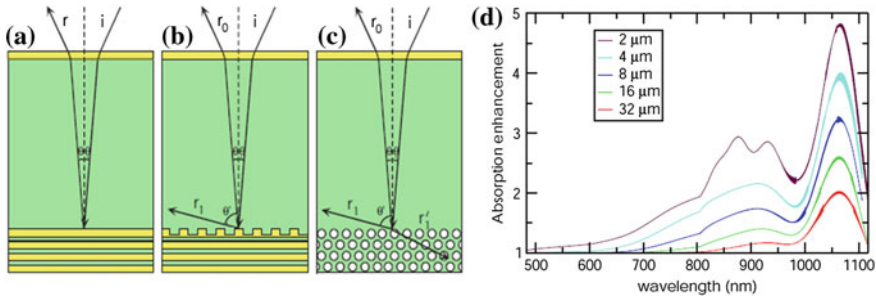 (a) r i
(b) r0 i
(c) r0 i
(d)
θ θ
θ θ
θ θ
r1 θ'
r1 θ' r'1
Absorption enhancement
5
4
3
2
1
2 μm
4 μm
8 μm
16 μm
32 μm
500 600 700 800 900 1000 1100
wavelength (nm)